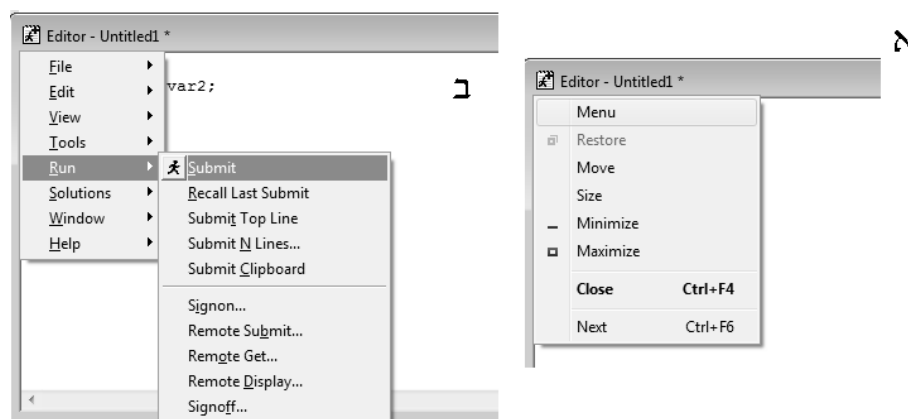 Editor - Untitled1 *
File
Edit
View
Tools
Run
Solutions
Window
Help
var2;
ב
Submit
Recall Last Submit
Submit Top Line
Submit N Lines...
Submit Clipboard
Signon...
Remote Submit...
Remote Get...
Remote Display...
Signoff...
א
Editor - Untitled1 *
Menu
Restore
Move
Size
Minimize
Maximize
Close Ctrl+F4
Next Ctrl+F6